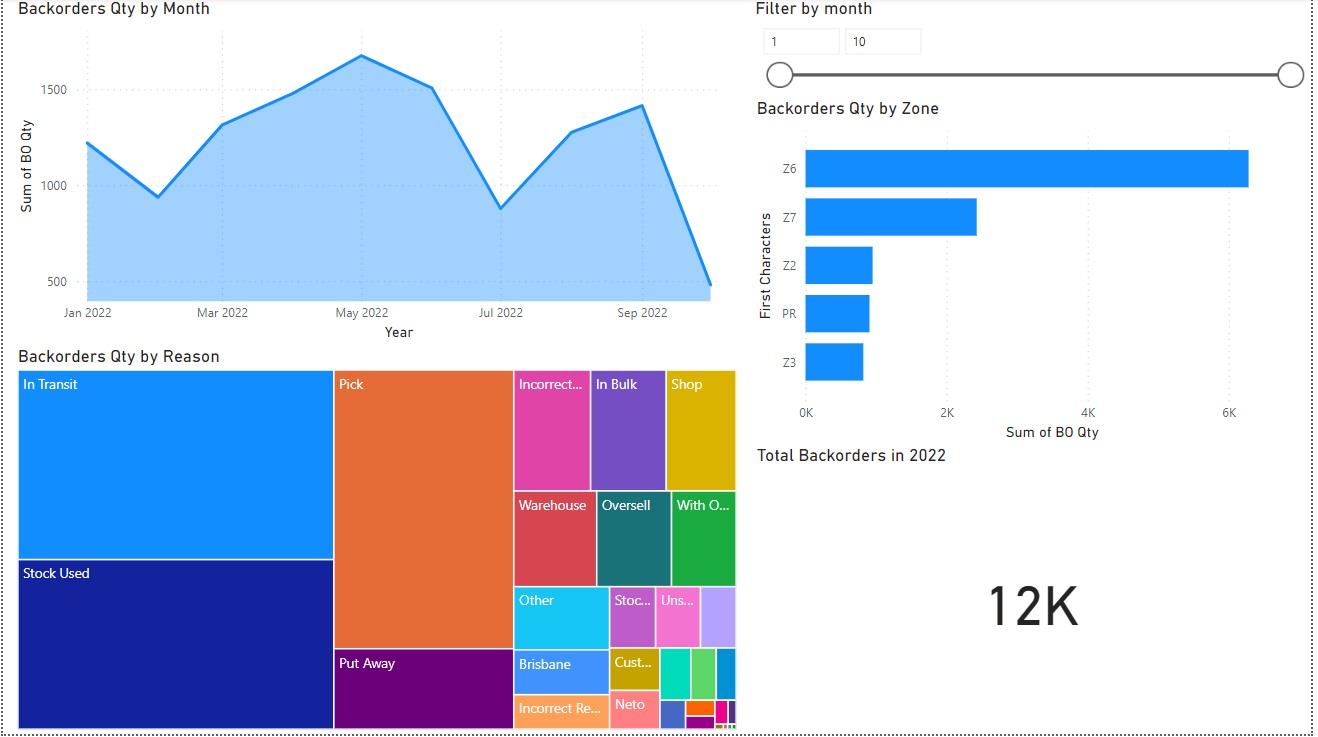 Backorders Qty by Month
Sum of BO Qty
1500
1000
500
Jan 2022
Mar 2022
May 2022
Jul 2022
Sep 2022
Year
Filter by month
1
10
Backorders Qty by Zone
First Characters
Z6
Z7
Z2
PR
Z3
0K
2K
4K
6K
Sum of BO Qty
Backorders Qty by Reason
In Transit
Stock Used
Pick
Put Away
Incorrect...
In Bulk
Shop
Warehouse
Oversell
With O...
Other
Stoc...
Uns...
Brisbane
Cust...
Incorrect Re...
Neto
Total Backorders in 2022
12K